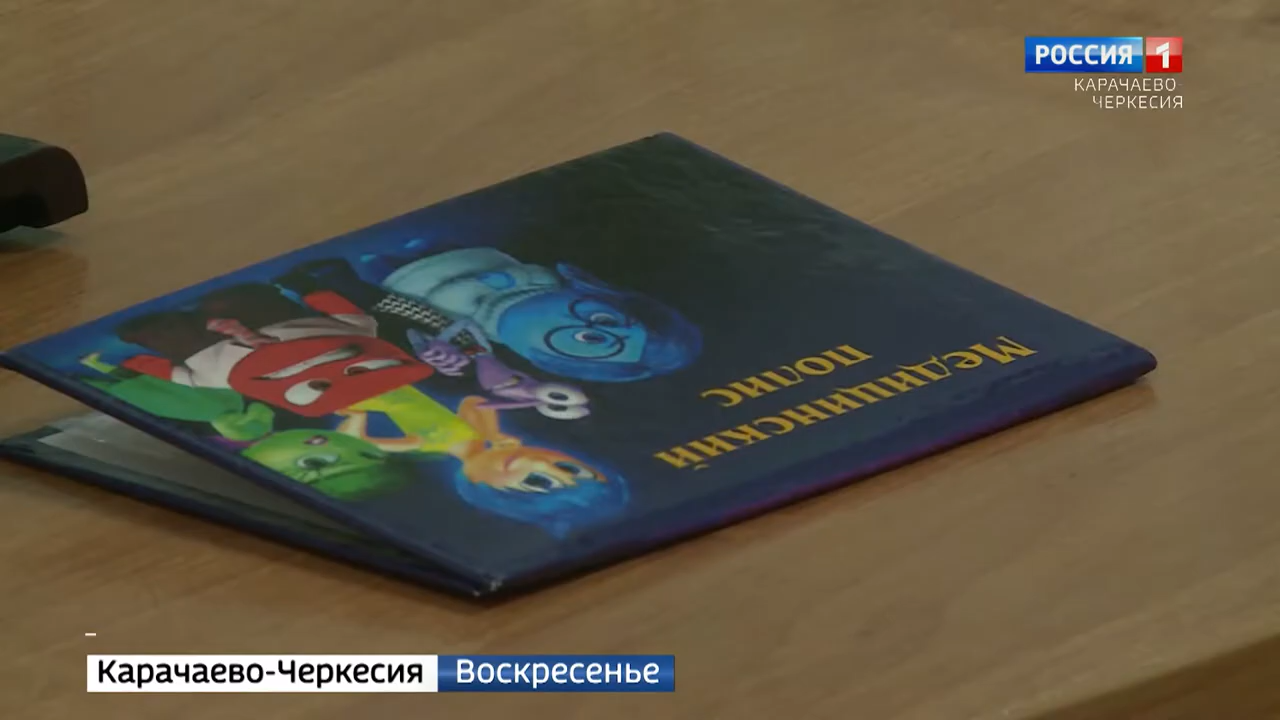 РОССИЯ 1
КАРАЧАЕВО
ЧЕРКЕСИЯ
Медицинский
полис
Карачаево-Черкесия Воскресенье